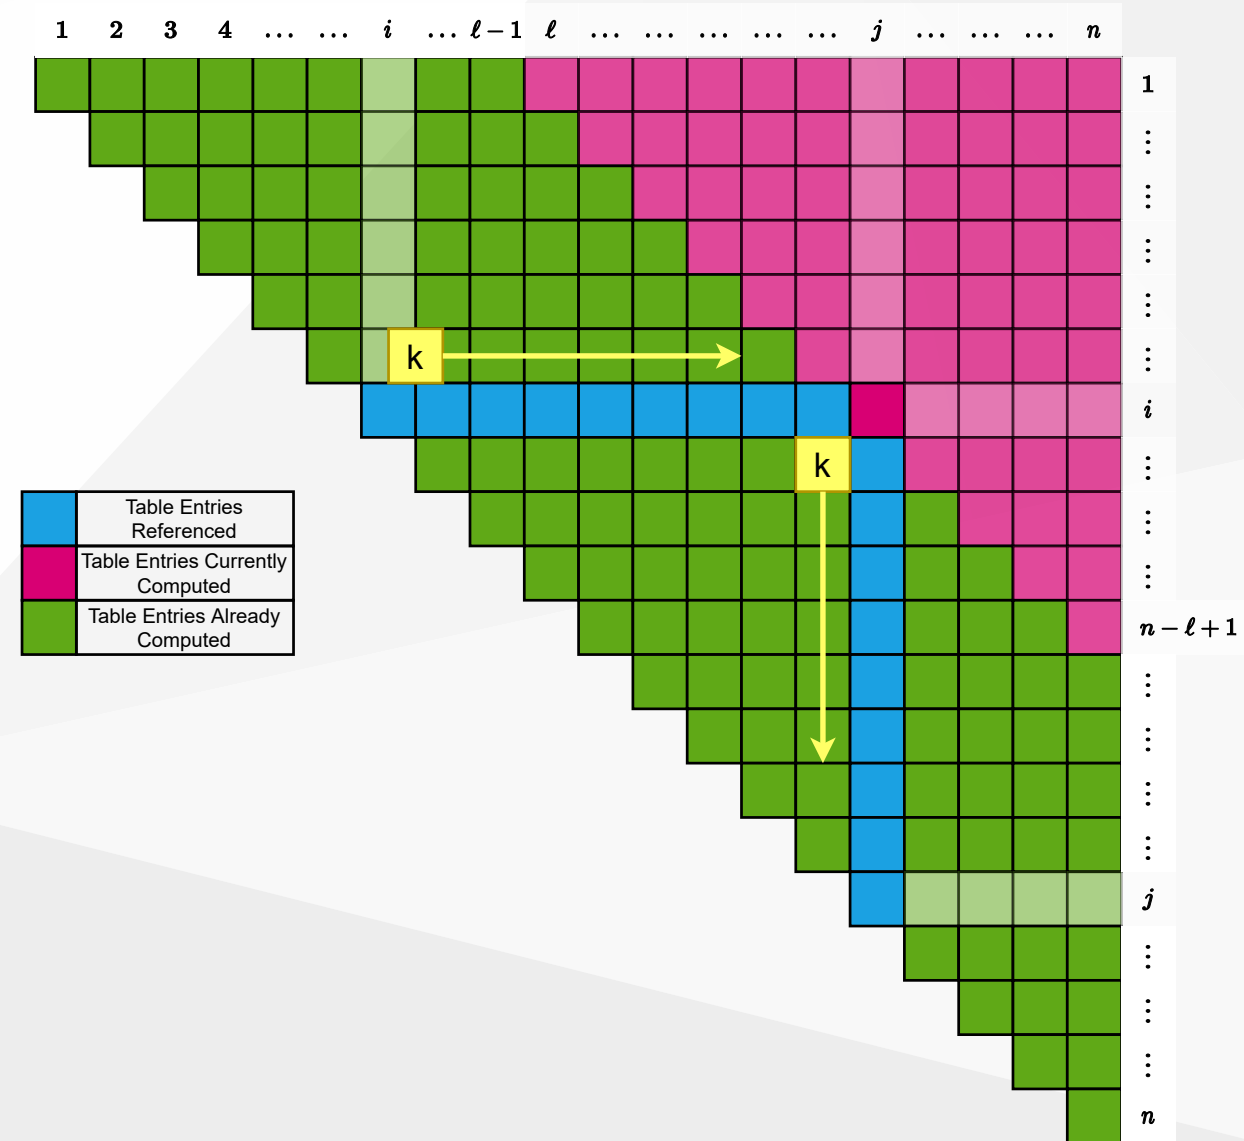 1 2 3 4 … … i … ℓ − 1 ℓ … … … … … j … … … n
1
⋮
⋮
⋮
⋮
k
⋮
i
k
⋮
Table Entries
Referenced
⋮
Table Entries Currently
Computed
⋮
Table Entries Already
Computed
n − ℓ + 1
⋮
⋮
⋮
⋮
j
⋮
⋮
⋮
n